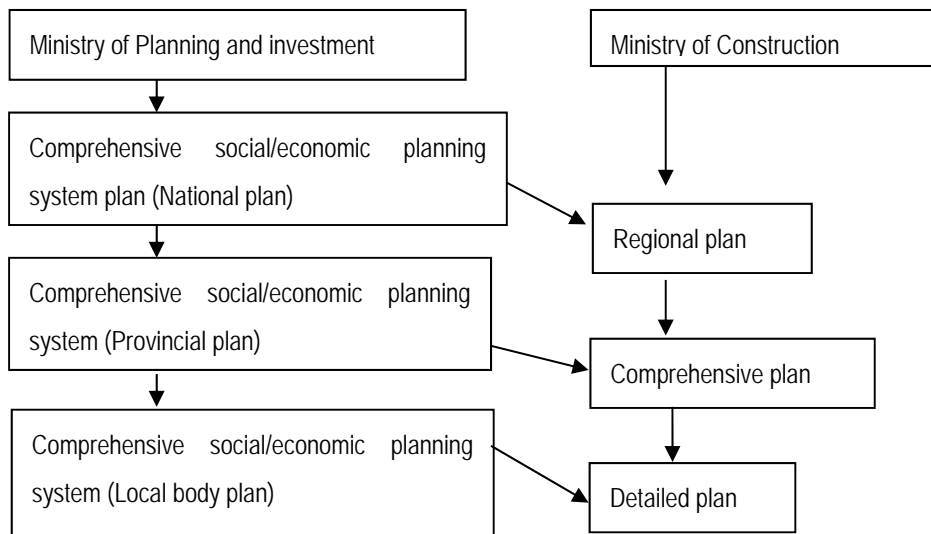 Ministry of Planning and investment
Ministry of Construction
Comprehensive social/economic planning
system plan (National plan)
Regional plan
Comprehensive social/economic planning
system (Provincial plan)
Comprehensive plan
Comprehensive social/economic planning
system (Local body plan)
Detailed plan